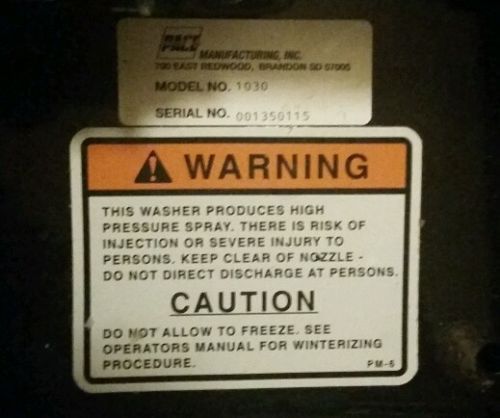 PACE
MANUFACTURING, INC.
700 EAST REDWOOD, BRANDON SD 57005
MODEL NO. 1030
SERIAL NO. 001350115
WARNING
THIS WASHER PRODUCES HIGH
PRESSURE SPRAY. THERE IS RISK OF
INJECTION OR SEVERE INJURY TO
PERSONS. KEEP CLEAR OF NOZZLE -
DO NOT DIRECT DISCHARGE AT PERSONS.
CAUTION
DO NOT ALLOW TO FREEZE. SEE
OPERATORS MANUAL FOR WINTERIZING
PROCEDURE.
PM-6